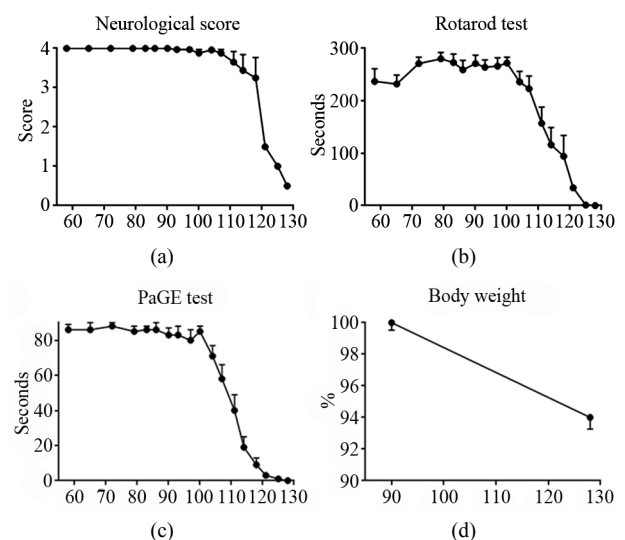 Neurological score
4
3
2
1
0
Score
60 70 80 90 100 110 120 130
(a)
Rotarod test
300
200
100
0
Seconds
60 70 80 90 100 110 120 130
(b)
PaGE test
80
60
40
20
0
Seconds
60 70 80 90 100 110 120 130
(c)
Body weight
100
98
96
94
92
90
%
90 100 110 120 130
(d)